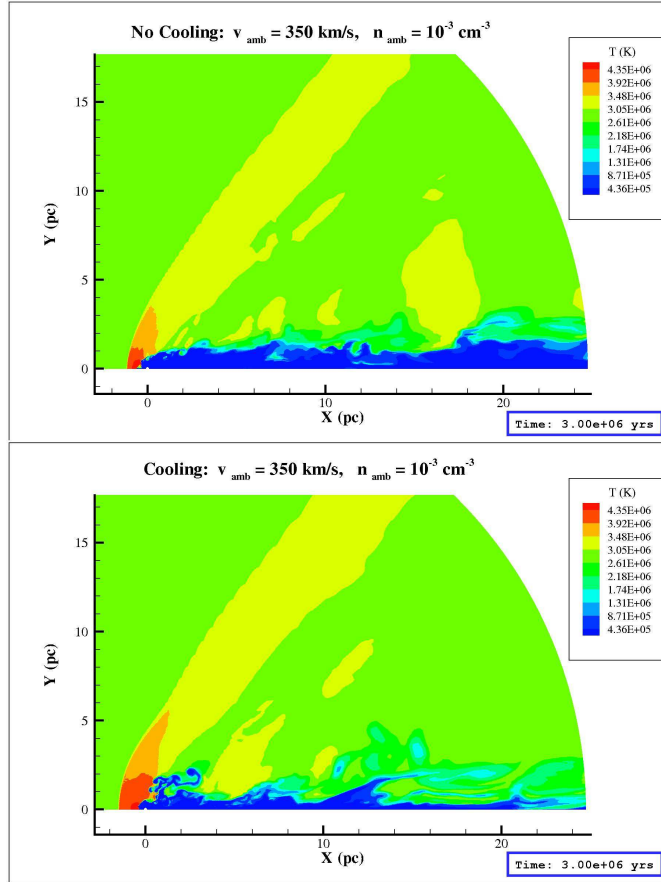 No Cooling: v amb = 350 km/s, n amb = 10-3 cm-3
T (K)
4.35E+06
3.92E+06
3.48E+06
3.05E+06
2.61E+06
2.18E+06
1.74E+06
1.31E+06
8.71E+05
4.36E+05
15
10
5
0
Y (pc)
0
10
20
X (pc)
Time: 3.00e+06 yrs
Cooling: v amb = 350 km/s, n amb = 10-3 cm-3
T (K)
4.35E+06
3.92E+06
3.48E+06
3.05E+06
2.61E+06
2.18E+06
1.74E+06
1.31E+06
8.71E+05
4.36E+05
15
10
5
0
Y (pc)
0
10
20
X (pc)
Time: 3.00e+06 yrs